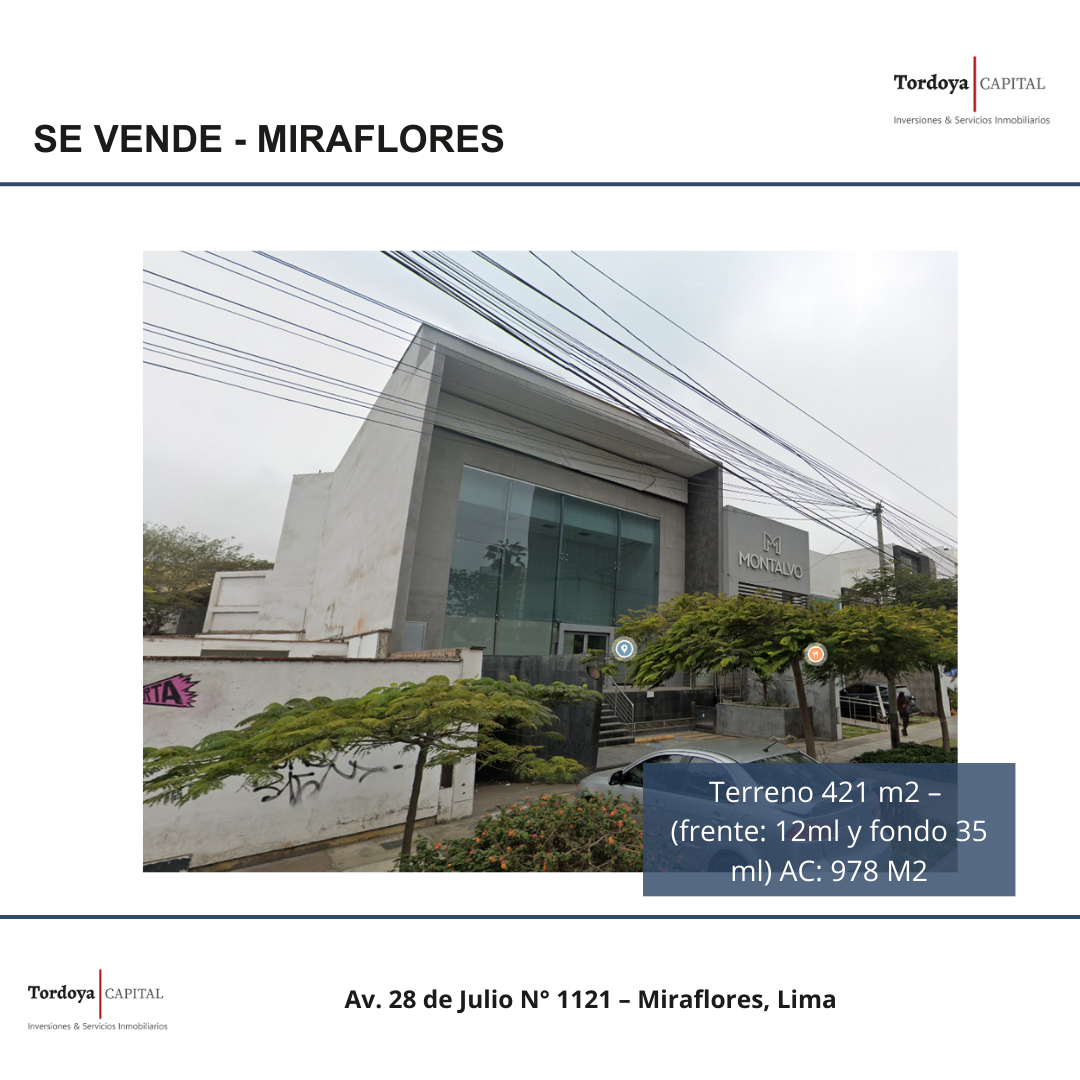 Tordoya CAPITAL
Inversiones & Servicios Inmobiliarios
SE VENDE - MIRAFLORES
MONTALVO
RTA
Terreno 421 m2 –
(frente: 12ml y fondo 35
ml) AC: 978 M2
Tordoya CAPITAL
Inversiones & Servicios Inmobiliarios
Av. 28 de Julio N° 1121 – Miraflores, Lima